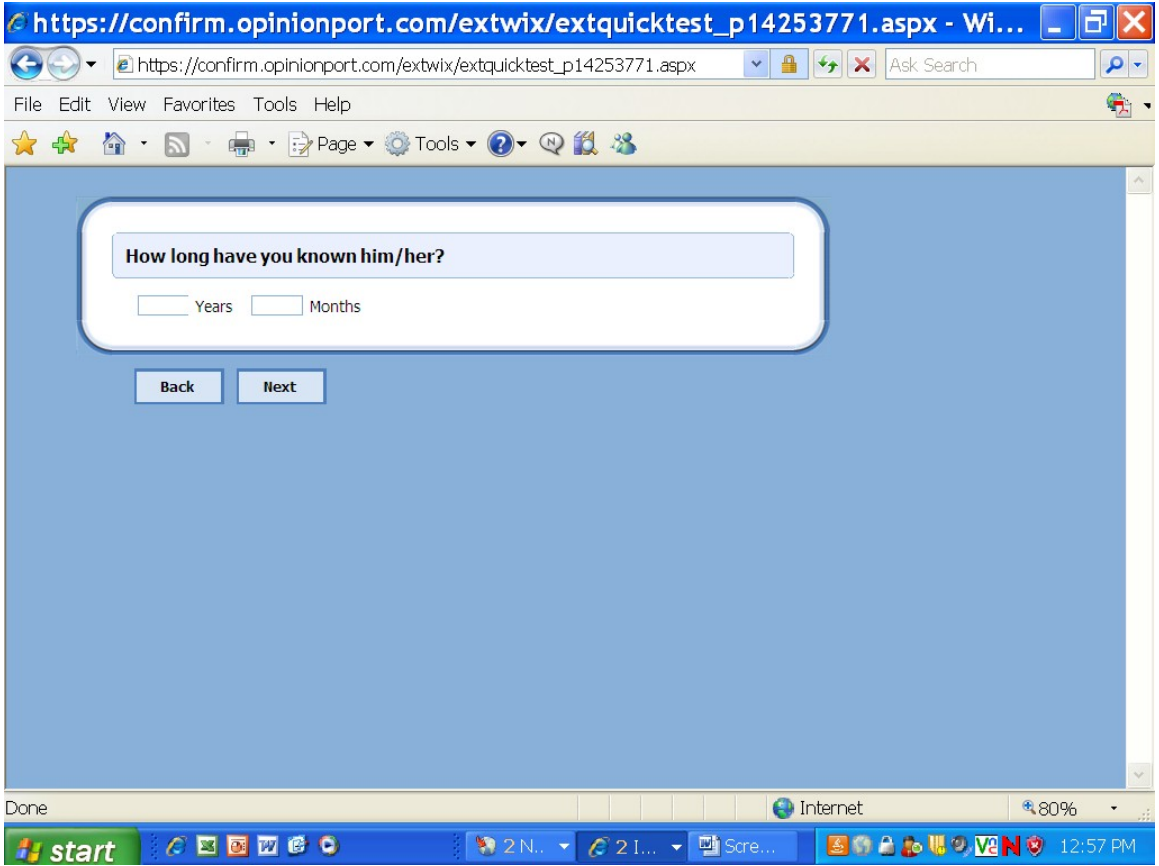 https://confirm.opinionport.com/extwix/extquicktest_p14253771.aspx - Wi...
https://confirm.opinionport.com/extwix/extquicktest_p14253771.aspx Ask Search
File Edit View Favorites Tools Help
Page Tools
How long have you known him/her?
Years Months
Back Next
Done Internet 80%
start 2 N.. 2 I... Scre... 12:57 PM